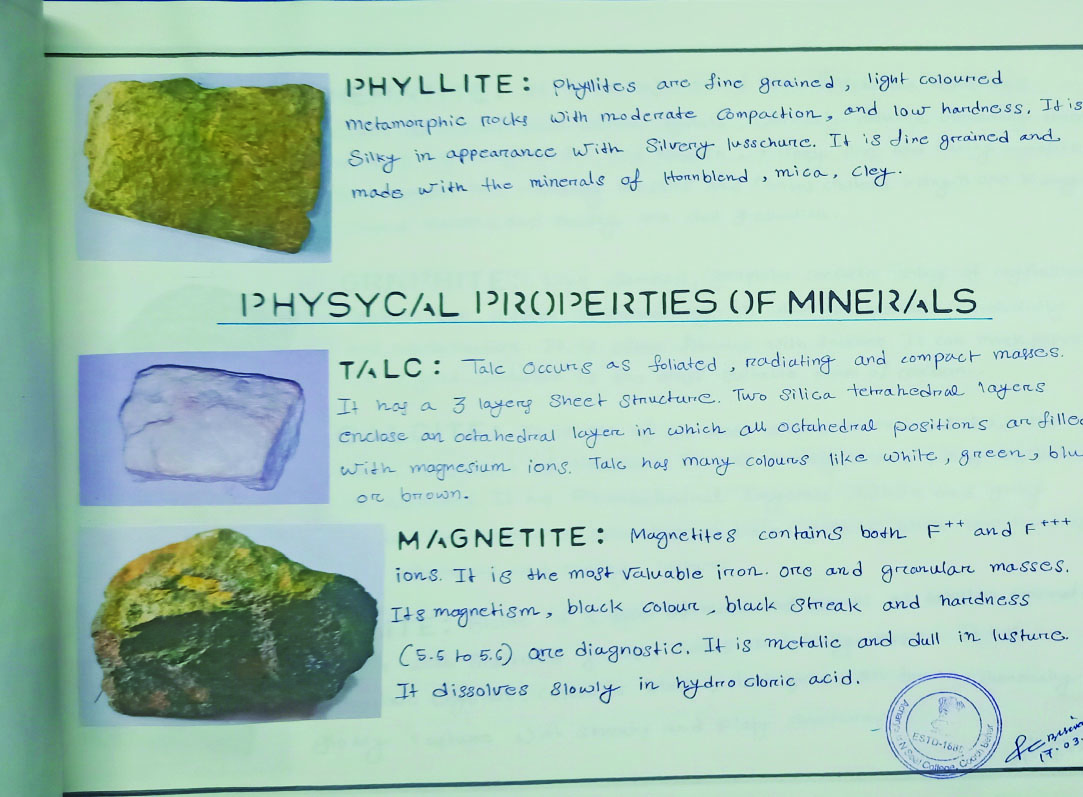 PHYLLITE: Phyllites are fine grained, light coloured
metamorphic rocks with moderate compaction, and low hardness. It is
Silky in appearance with Silvery lusschure. It is fine grained and
made with the minerals of Hornblend, mica, cley.
PHYSYCAL PROPERTIES OF MINERALS
TALC: Talc occurs as foliated, radiating and compact masses.
It has a 3 layers Sheet Structure. Two Silica tetrahedral layers
enclose an octahedral layer in which all octahedral positions are filled
with magnesium ions. Talc has many colours like white, green, blu
or brown.
MAGNETITE: Magnetites contains both F++ and F+++
ions. It is the most valuable iron. ore and granular masses.
Its magnetism, black colour, black streak and hardness
(5.5 to 5.6) are diagnostic. It is metalic and dull in lusture.
It dissolves slowly in hydro cloric acid.
College, Cooch Behar
ESTD-
17.03.